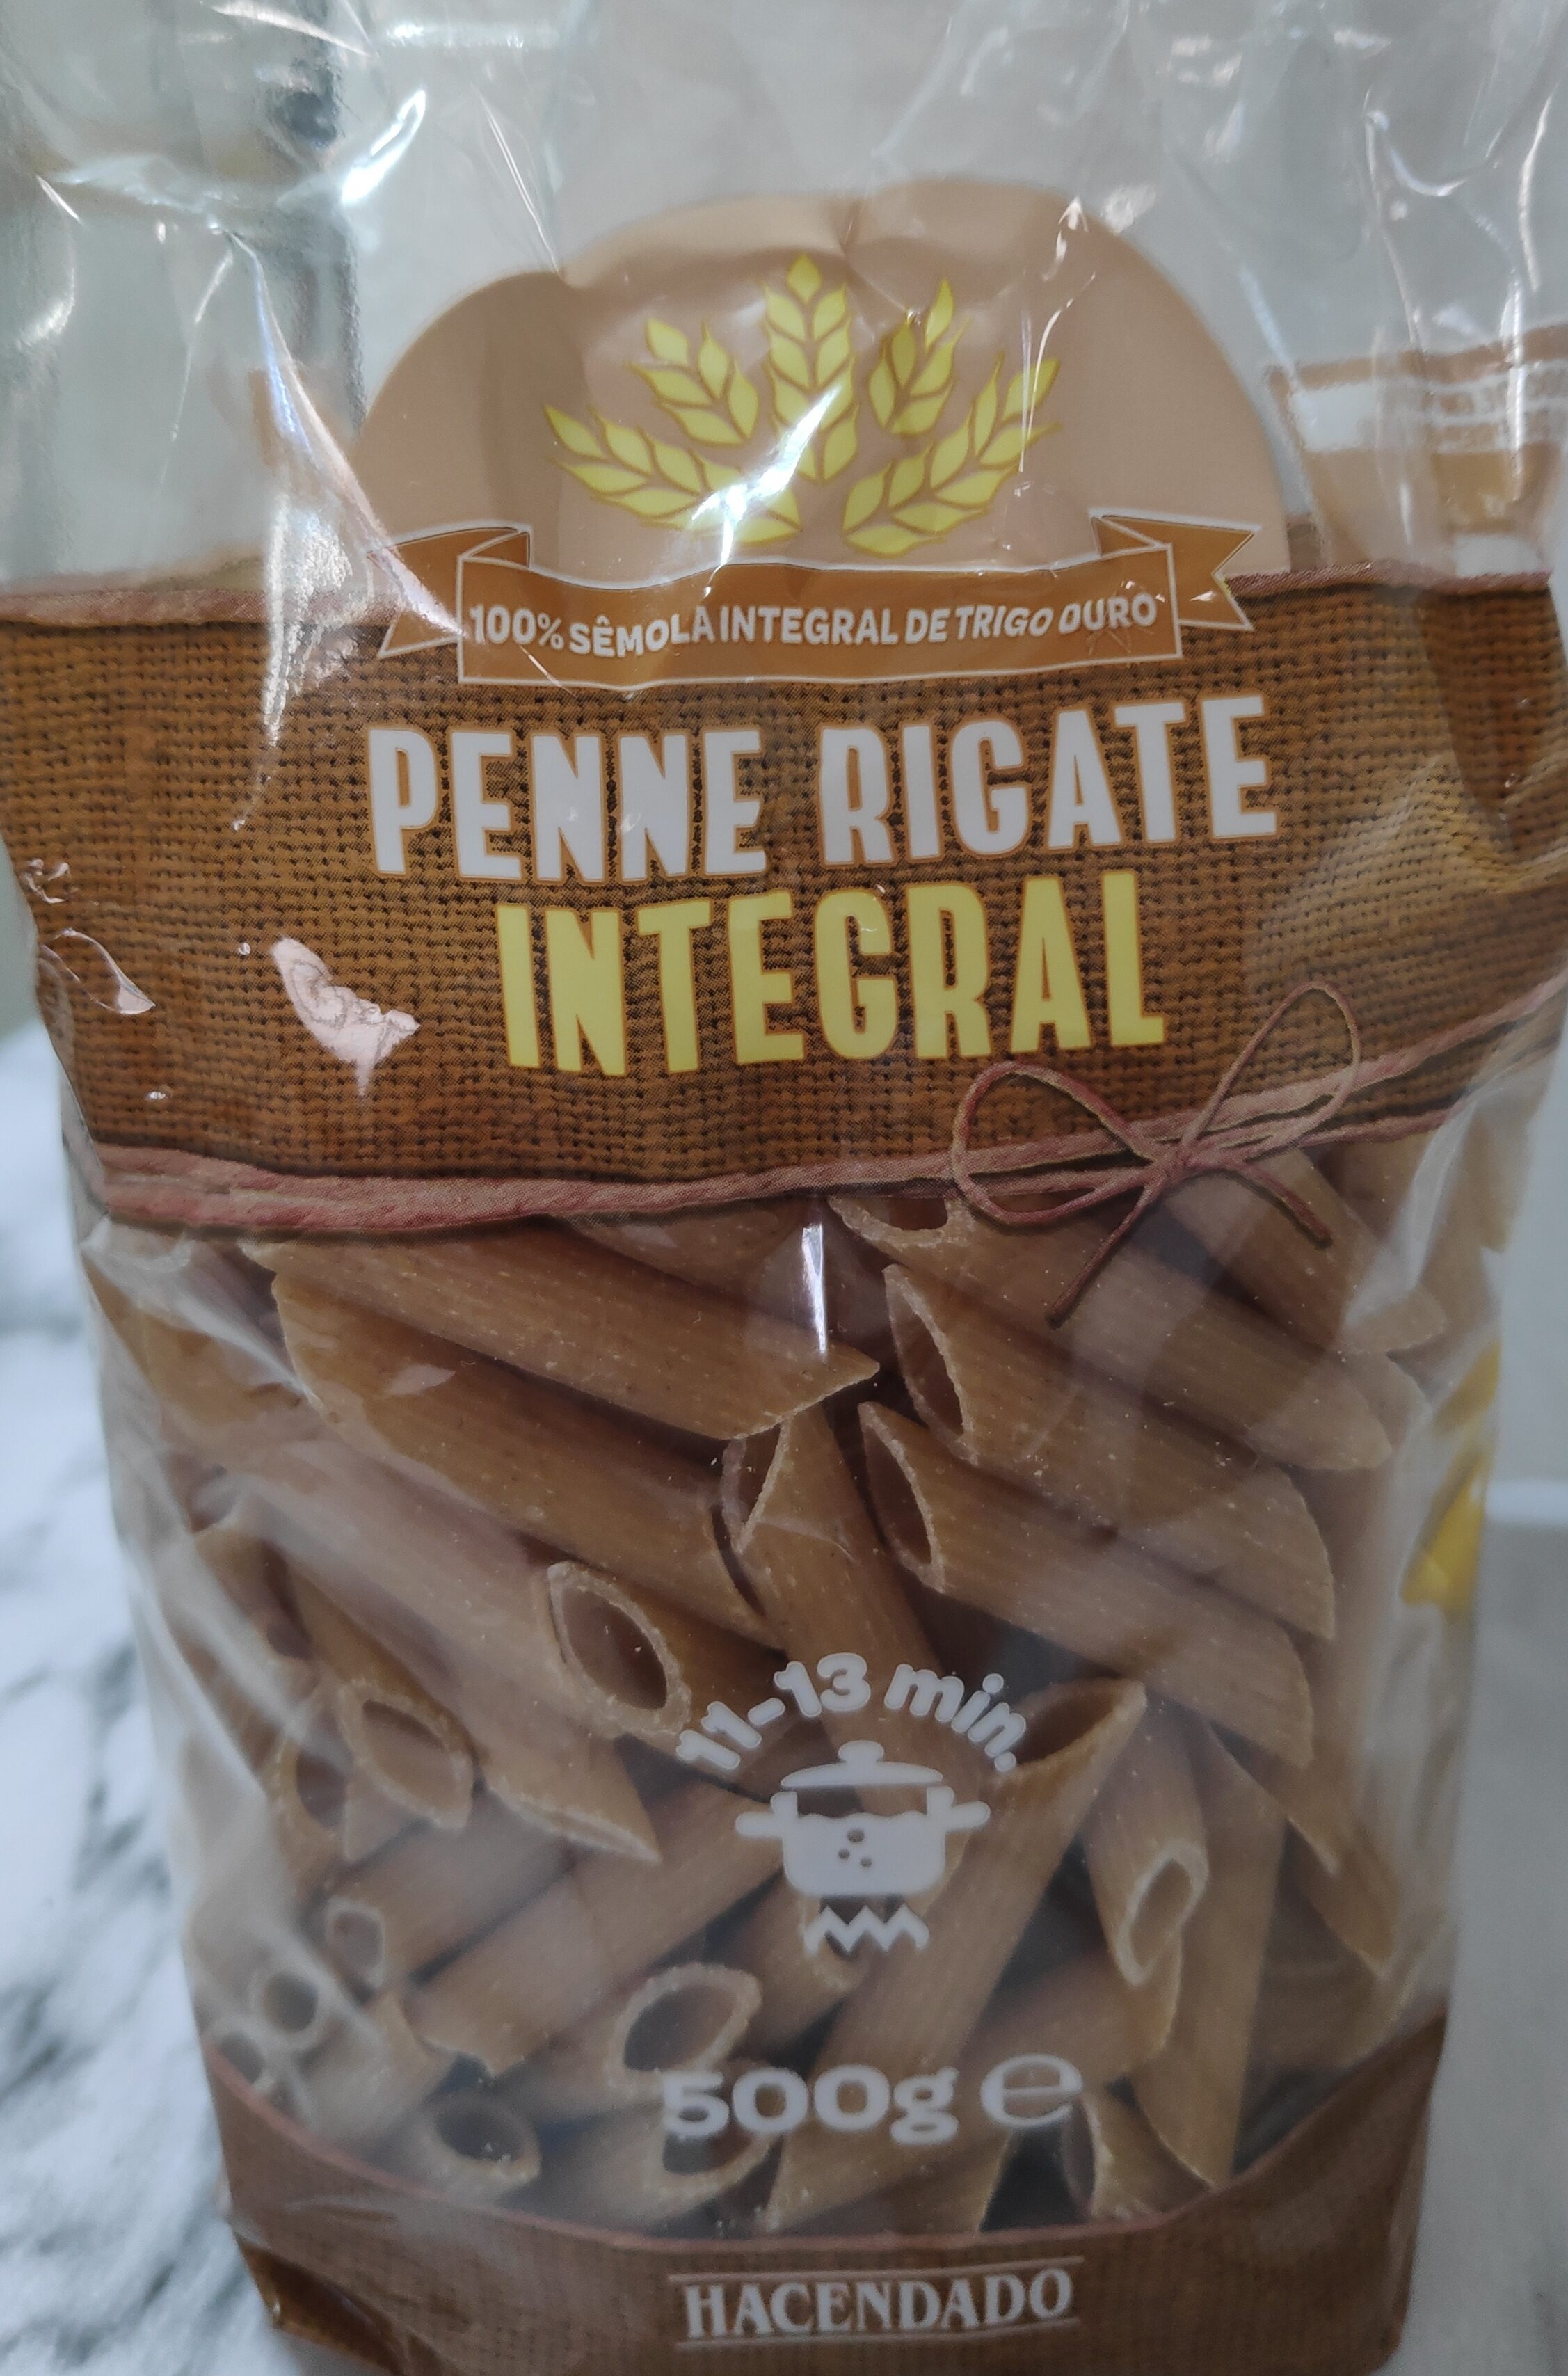 100% SÊMOLA INTEGRAL DE TRIGO DURO
PENNE RIGATE
INTEGRAL
11-13 min.
500g e
HACENDADO